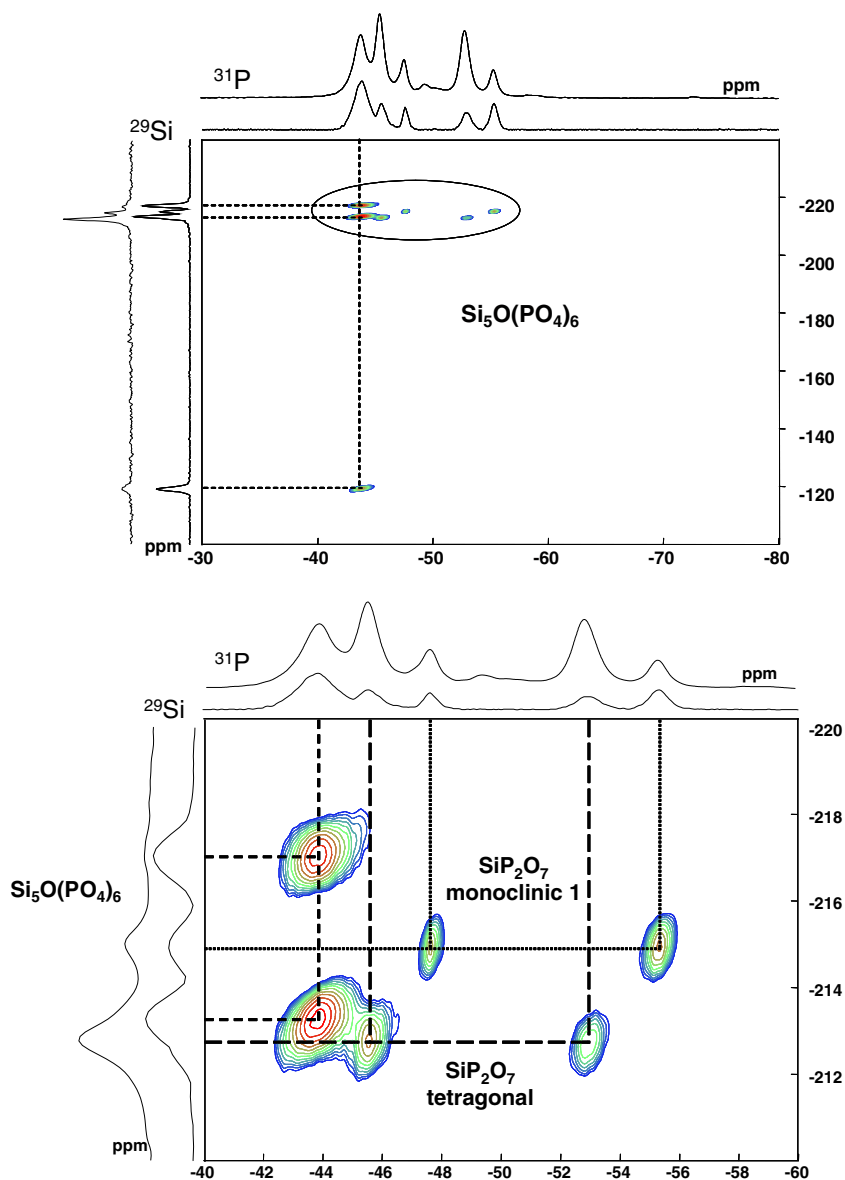 ³¹P
ppm
²⁹Si
-220
-200
Si₅O(PO₄)₆
-180
-160
-140
-120
ppm
-30 -40 -50 -60 -70 -80
³¹P
ppm
²⁹Si
-220
-218
SiP₂O₇
monoclinic 1
Si₅O(PO₄)₆
-216
-214
SiP₂O₇
tetragonal
-212
ppm
-40 -42 -44 -46 -48 -50 -52 -54 -56 -58 -60